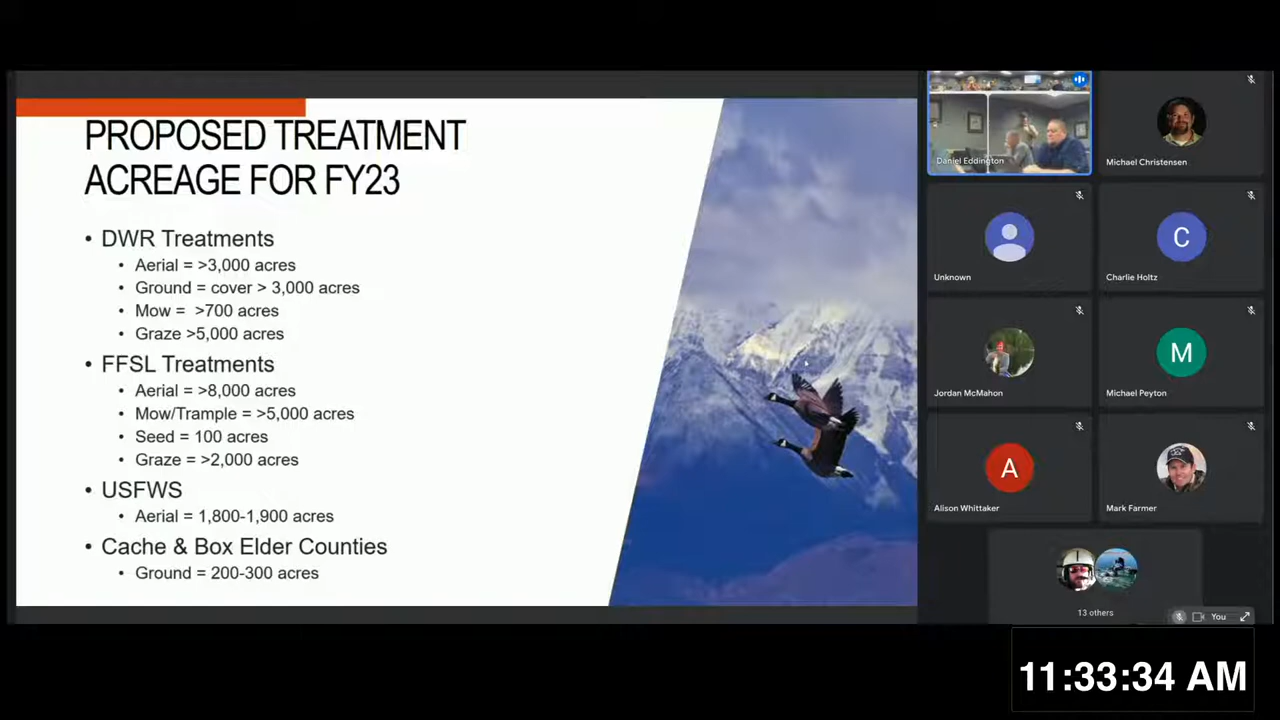 PROPOSED TREATMENT
ACREAGE FOR FY23
• DWR Treatments
• Aerial = >3,000 acres
• Ground = cover > 3,000 acres
• Mow = >700 acres
• Graze >5,000 acres
• FFSL Treatments
• Aerial = >8,000 acres
• Mow/Trample = >5,000 acres
• Seed = 100 acres
• Graze = >2,000 acres
• USFWS
• Aerial = 1,800-1,900 acres
• Cache & Box Elder Counties
• Ground = 200-300 acres
Daniel Eddington
Michael Christensen
Unknown
C
Charlie Holtz
Jordan McMahon
M
Michael Peyton
A
Alison Whittaker
Mark Farmer
13 others
You
11:33:34 AM